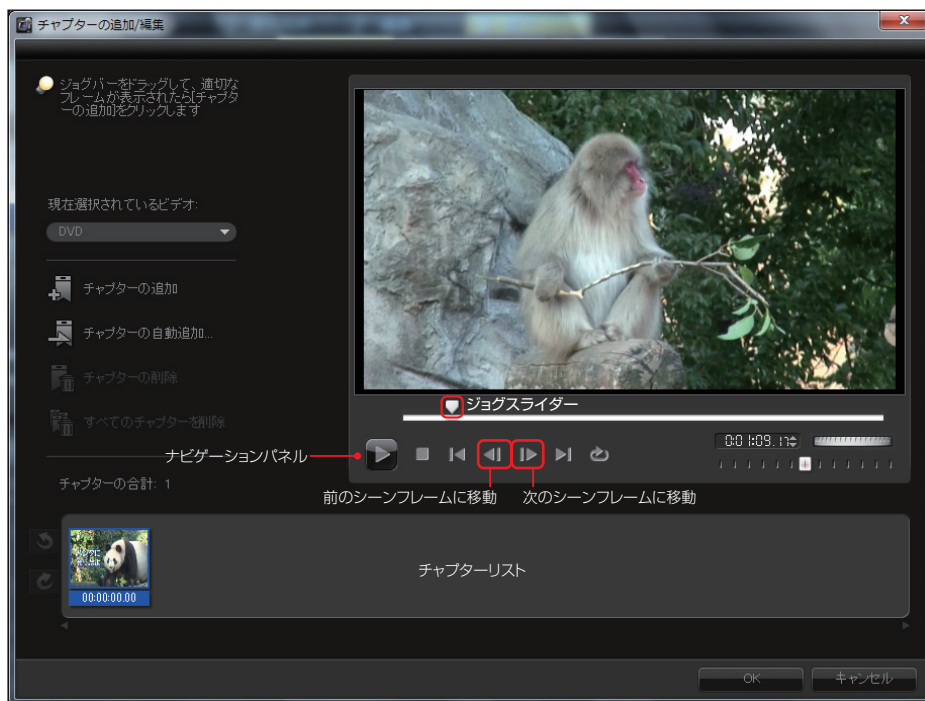 チャプターの追加/編集
ジョグバーをドラッグして、適切な
フレームが表示されたら[チャプタ
ーの追加]をクリックします
現在選択されているビデオ:
DVD
チャプターの追加
チャプターの自動追加...
チャプターの削除
すべてのチャプターを削除
ジョグスライダー
0:01:09.17
ナビゲーションパネル
前のシーンフレームに移動
次のシーンフレームに移動
チャプターの合計: 1
チャプターリスト
00:00:00.00
OK
キャンセル